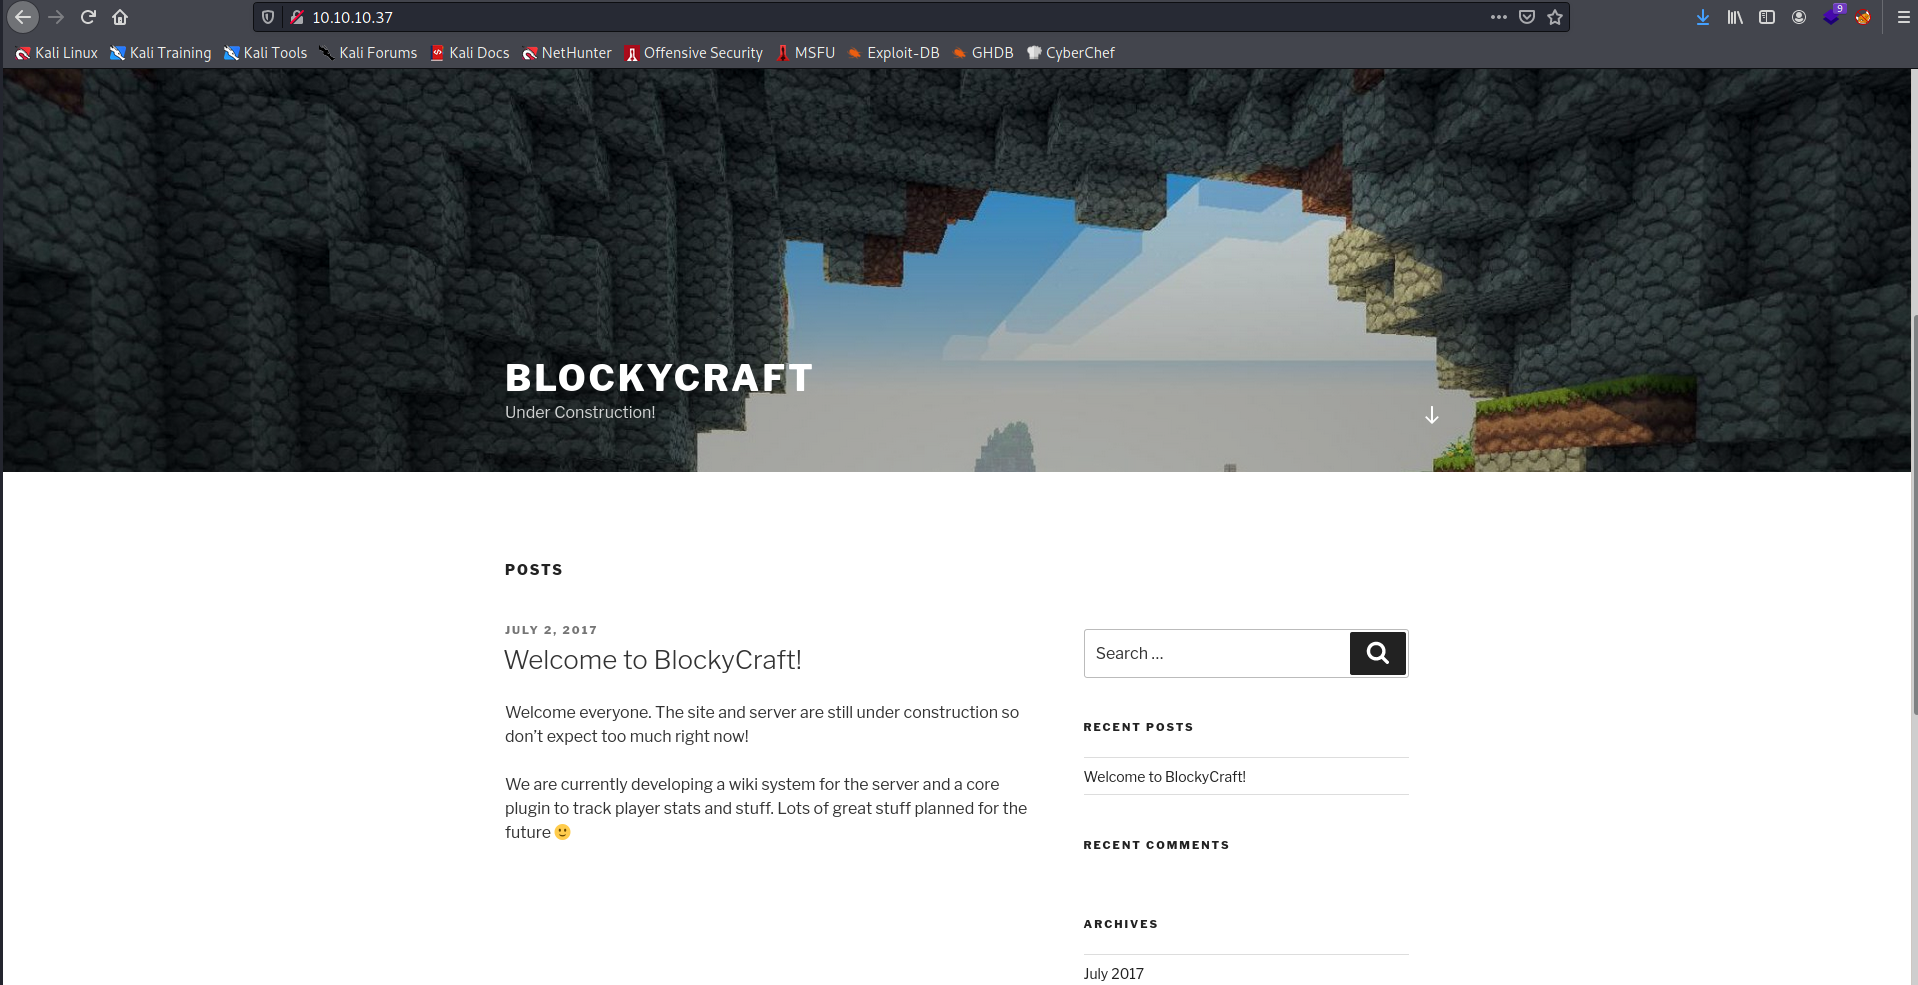 10.10.10.37
9
Kali Linux Kali Training Kali Tools Kali Forums Kali Docs NetHunter Offensive Security MSFU Exploit-DB GHDB CyberChef
BLOCKYCRAFT
Under Construction!
POSTS
JULY 2, 2017
Welcome to BlockyCraft!
Welcome everyone. The site and server are still under construction so
don’t expect too much right now!
We are currently developing a wiki system for the server and a core
plugin to track player stats and stuff. Lots of great stuff planned for the
future 🙂
Search …
RECENT POSTS
Welcome to BlockyCraft!
RECENT COMMENTS
ARCHIVES
July 2017